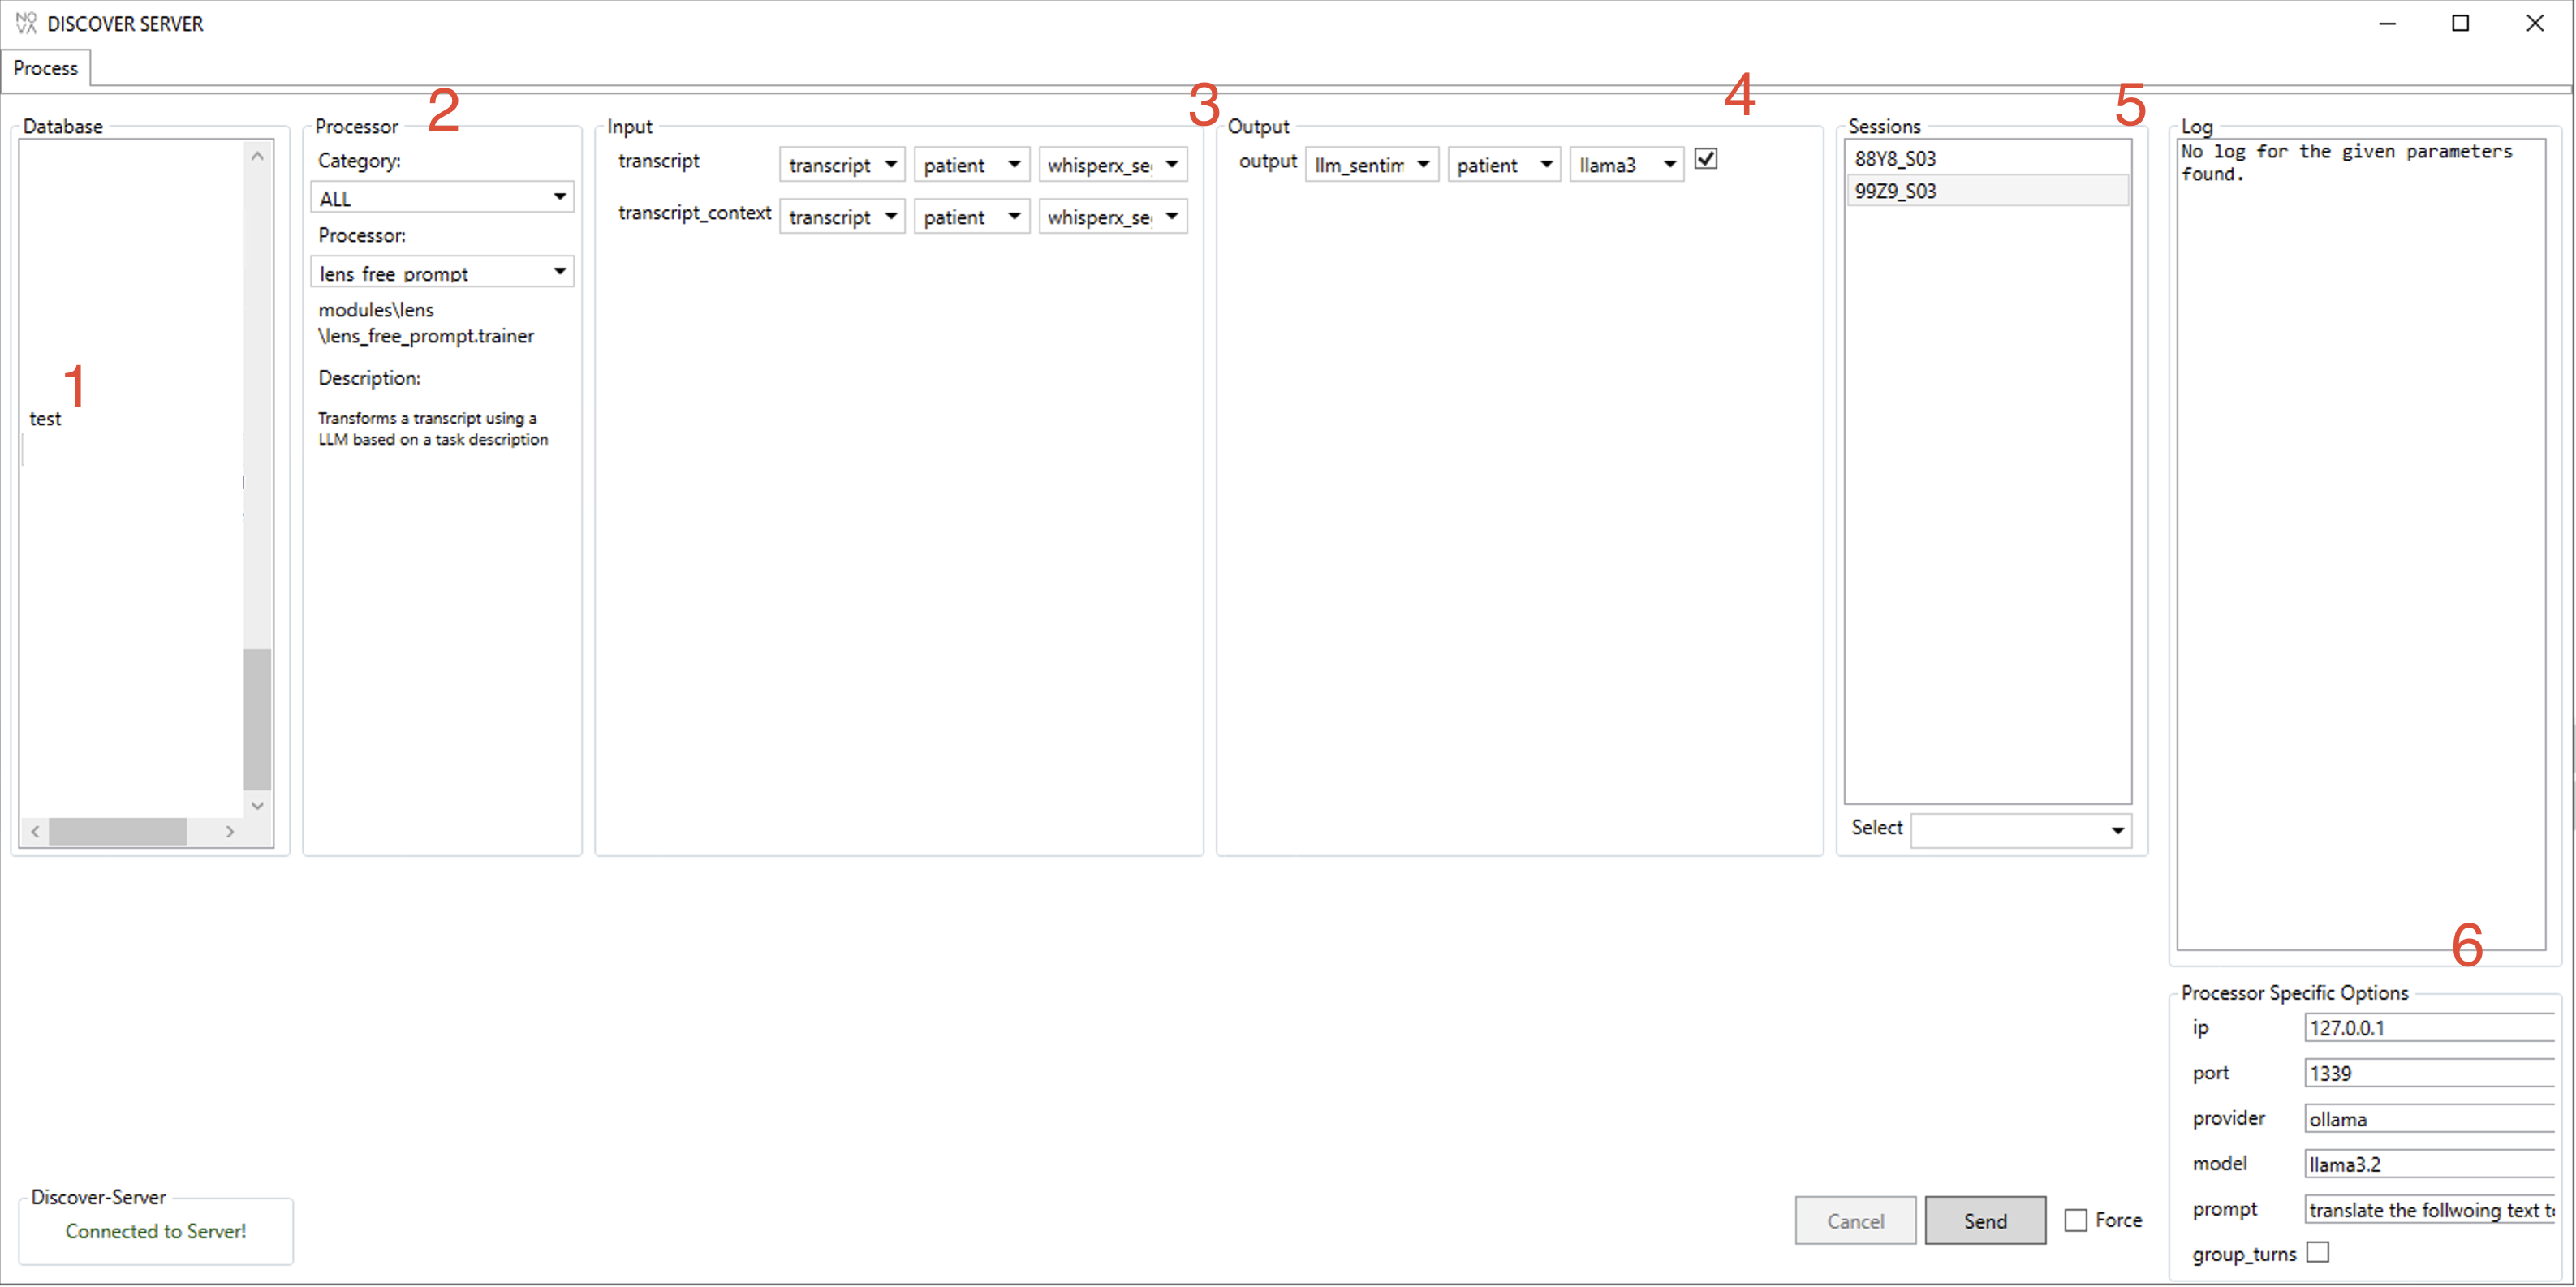 NOVA DISCOVER SERVER
Process
1
2
3
4
5
6
Database
test
Processor
Category:
ALL
Processor:
lens_free_prompt
modules\lens
\lens_free_prompt.trainer
Description:
Transforms a transcript using a
LLM based on a task description
Input
transcript transcript patient whisperx_se
transcript_context transcript patient whisperx_se
Output
output llm_sentim patient llama3
Sessions
88Y8_S03
99Z9_S03
Select
Log
No log for the given parameters
found.
Processor Specific Options
ip 127.0.0.1
port 1339
provider ollama
model llama3.2
prompt translate the follwoing text t
group_turns
Discover-Server
Connected to Server!
Cancel Send Force